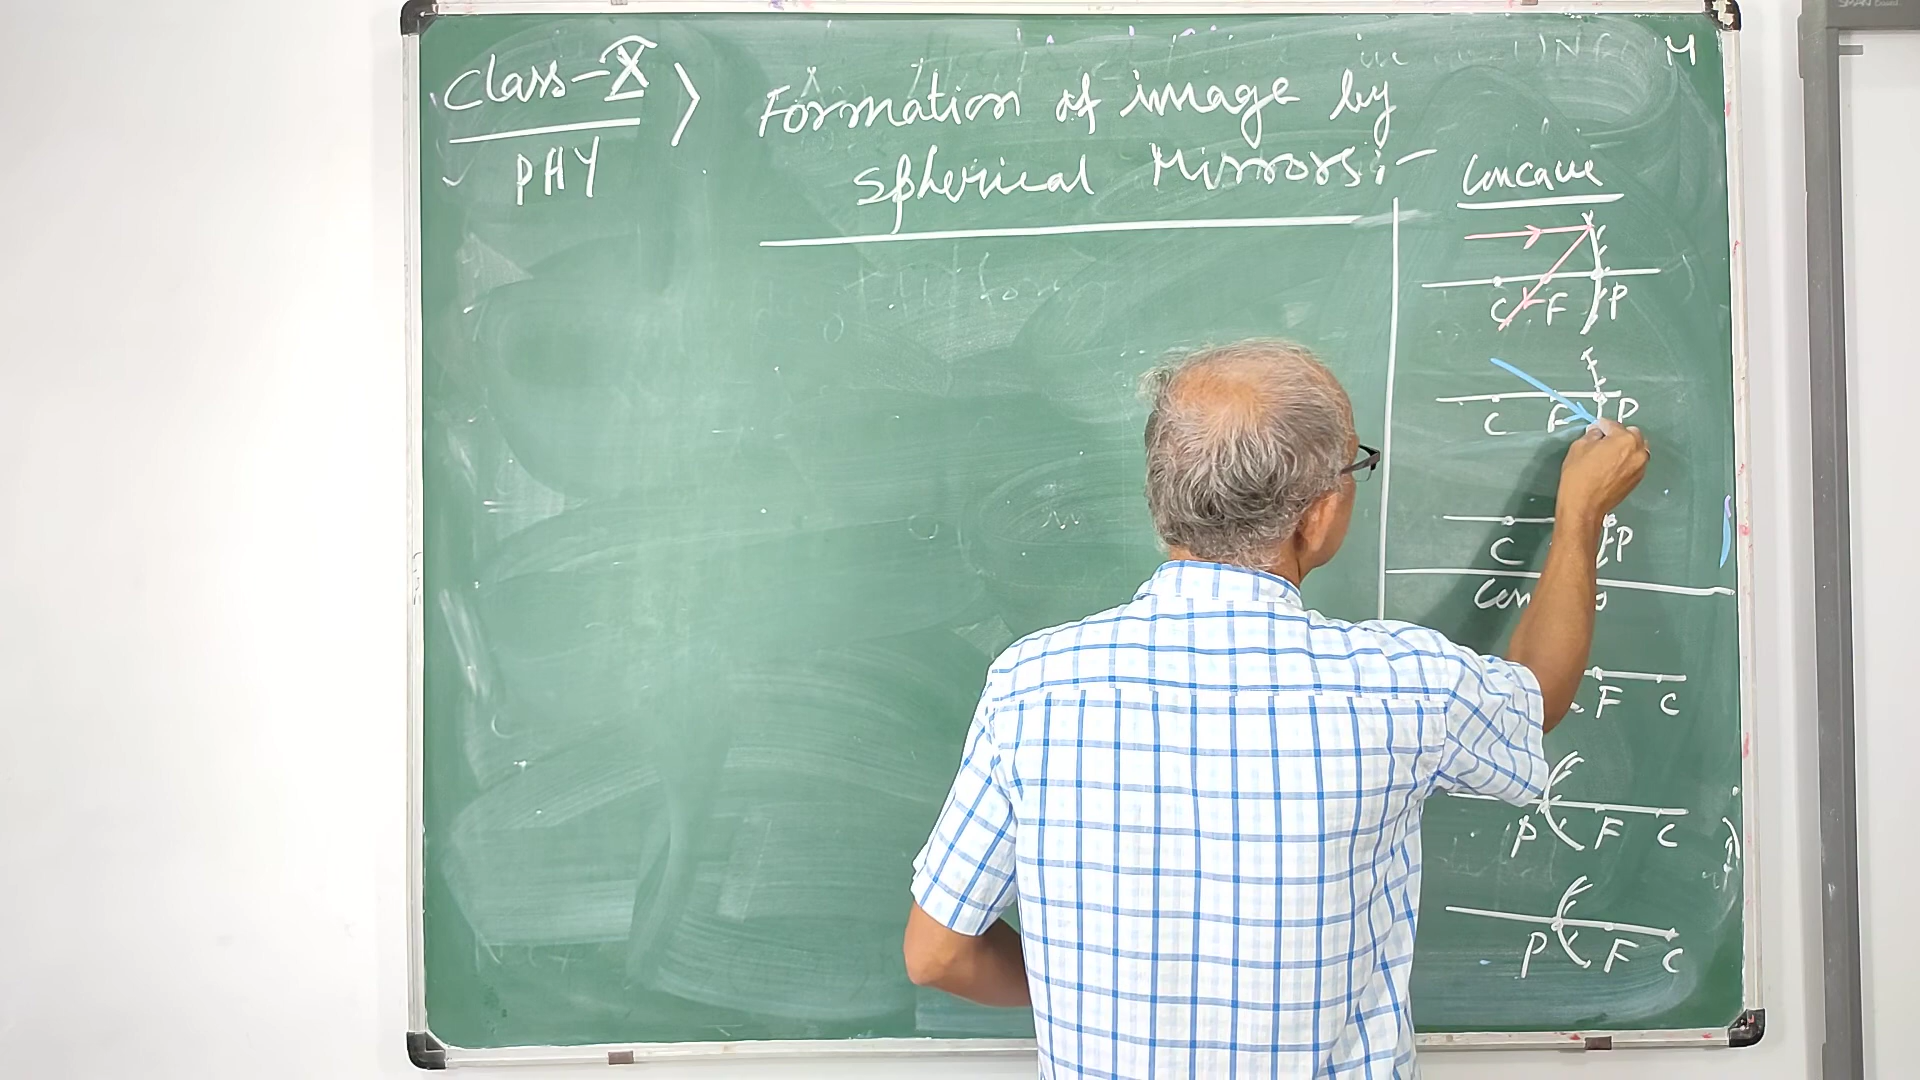 Class-X
PHY
Formation of image by
Spherical Mirrors:-
Concave
C F P
C F P
C P
F C
P F C
P F C